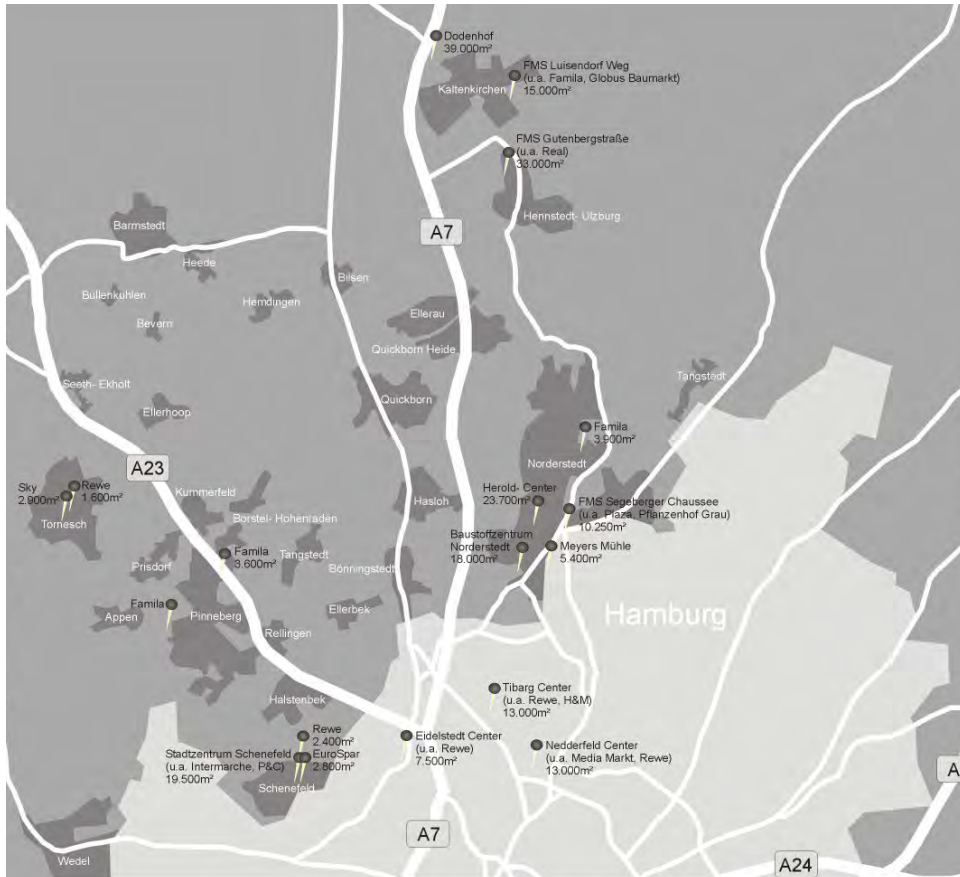 Dodenhof
39.000m²
FMS Luisendorf Weg
(u.a. Famila, Globus Baumarkt)
15.000m²
Kaltenkirchen
FMS Gutenbergstraße
(u.a. Real)
33.000m²
Hennstedt- Ulzburg
Barmstedt
A7
Heede
Bilsen
Büllenkuhlen
Hemdingen
Bevern
Ellerau
Quickborn Heide
Seeth- Ekholt
Tangstedt
Ellerhoop
Quickborn
Famila
3.900m²
Norderstedt
A23
Sky
2.900m²
Rewe
1.600m²
Tornesch
Kummerfeld
Hasloh
Herold- Center
23.700m²
FMS Segeberger Chaussee
(u.a. Plaza, Pflanzenhof Grau)
10.250m²
Borstel- Hohenraden
Baustoffzentrum
Norderstedt
18.000m²
Meyers Mühle
5.400m²
Famila
3.600m²
Tangstedt
Bönningstedt
Prisdorf
Famila
Appen
Pinneberg
Ellerbek
Hamburg
Rellingen
Halstenbek
Tibarg Center
(u.a. Rewe, H&M)
13.000m²
Rewe
2.400m²
Stadtzentrum Schenefeld
(u.a. Intermarche, P&C)
19.500m²
EuroSpar
2.800m²
Schenefeld
Eidelstedt Center
(u.a. Rewe)
7.500m²
Nedderfeld Center
(u.a. Media Markt, Rewe)
13.000m²
A
A7
Wedel
A24